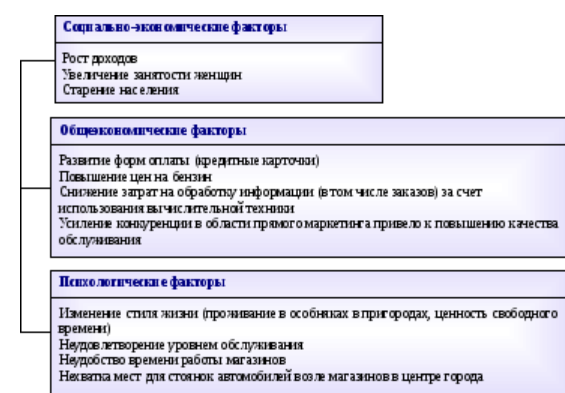 Социально-экономические факторы
Рост доходов
Увеличение занятости женщин
Старение населения
Общеэкономические факторы
Развитие форм оплаты (кредитные карточки)
Повышение цен на бензин
Снижение затрат на обработку информации (в том числе заказов) за счет
использования вычислительной техники
Усиление конкуренции в области прямого маркетинга привело к повышению качества
обслуживания
Психологические факторы
Изменение стиля жизни (проживание в особняках в пригородах, ценность свободного
времени)
Неудовлетворение уровнем обслуживания
Неудобство времени работы магазинов
Нехватка мест для стоянок автомобилей возле магазинов в центре города